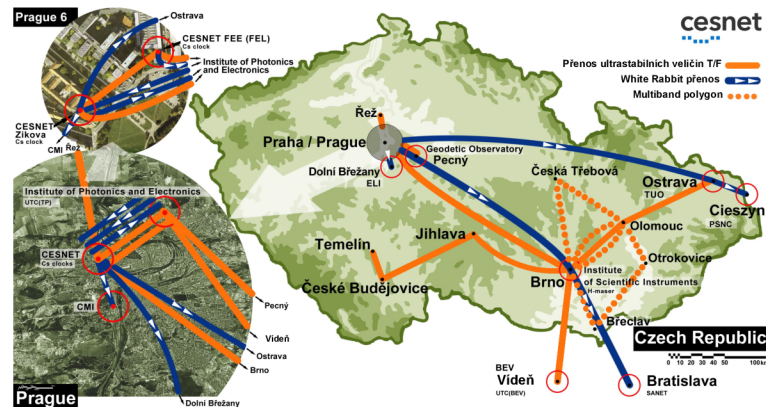 Prague 6
Ostrava
CESNET FEE (FEL)
Cs clock
Institute of Photonics
and Electronics
CESNET
Zikova
Cs clock
CMI
Řež
cesnet
Přenos ultrastabilních veličin T/F
White Rabbit přenos
Multiband polygon
Řež
Praha / Prague
Geodetic Observatory
Pecný
Dolní Břežany
ELI
Česká Třebová
Ostrava
TUO
Cieszyn
PSNC
Olomouc
Jihlava
Temelín
České Budějovice
Otrokovice
Brno
Institute
of Scientific Instruments
H-maser
Břeclav
BEV
Vídeň
UTC(BEV)
Bratislava
SANET
Czech Republic
0 10 20 30 40 50 100km
Institute of Photonics and Electronics
UTC(TP)
CESNET
Cs clocks
CMI
Pecný
Vídeň
Ostrava
Brno
Dolní Břežany
Prague